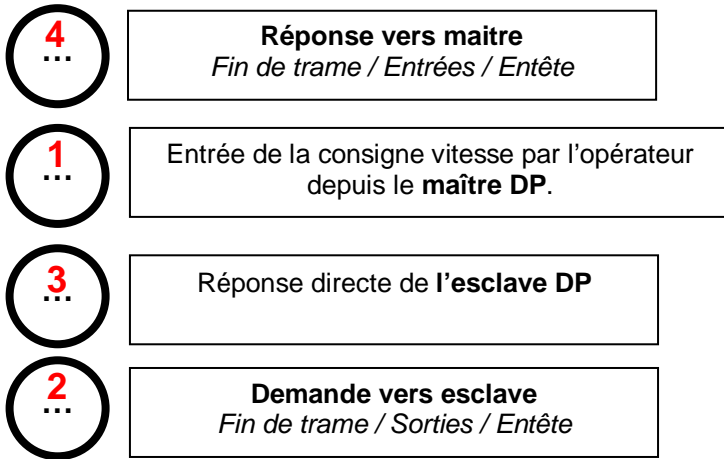 4
...
Réponse vers maitre
Fin de trame / Entrées / Entête
1
...
Entrée de la consigne vitesse par l’opérateur
depuis le maître DP.
3
...
Réponse directe de l’esclave DP
2
...
Demande vers esclave
Fin de trame / Sorties / Entête